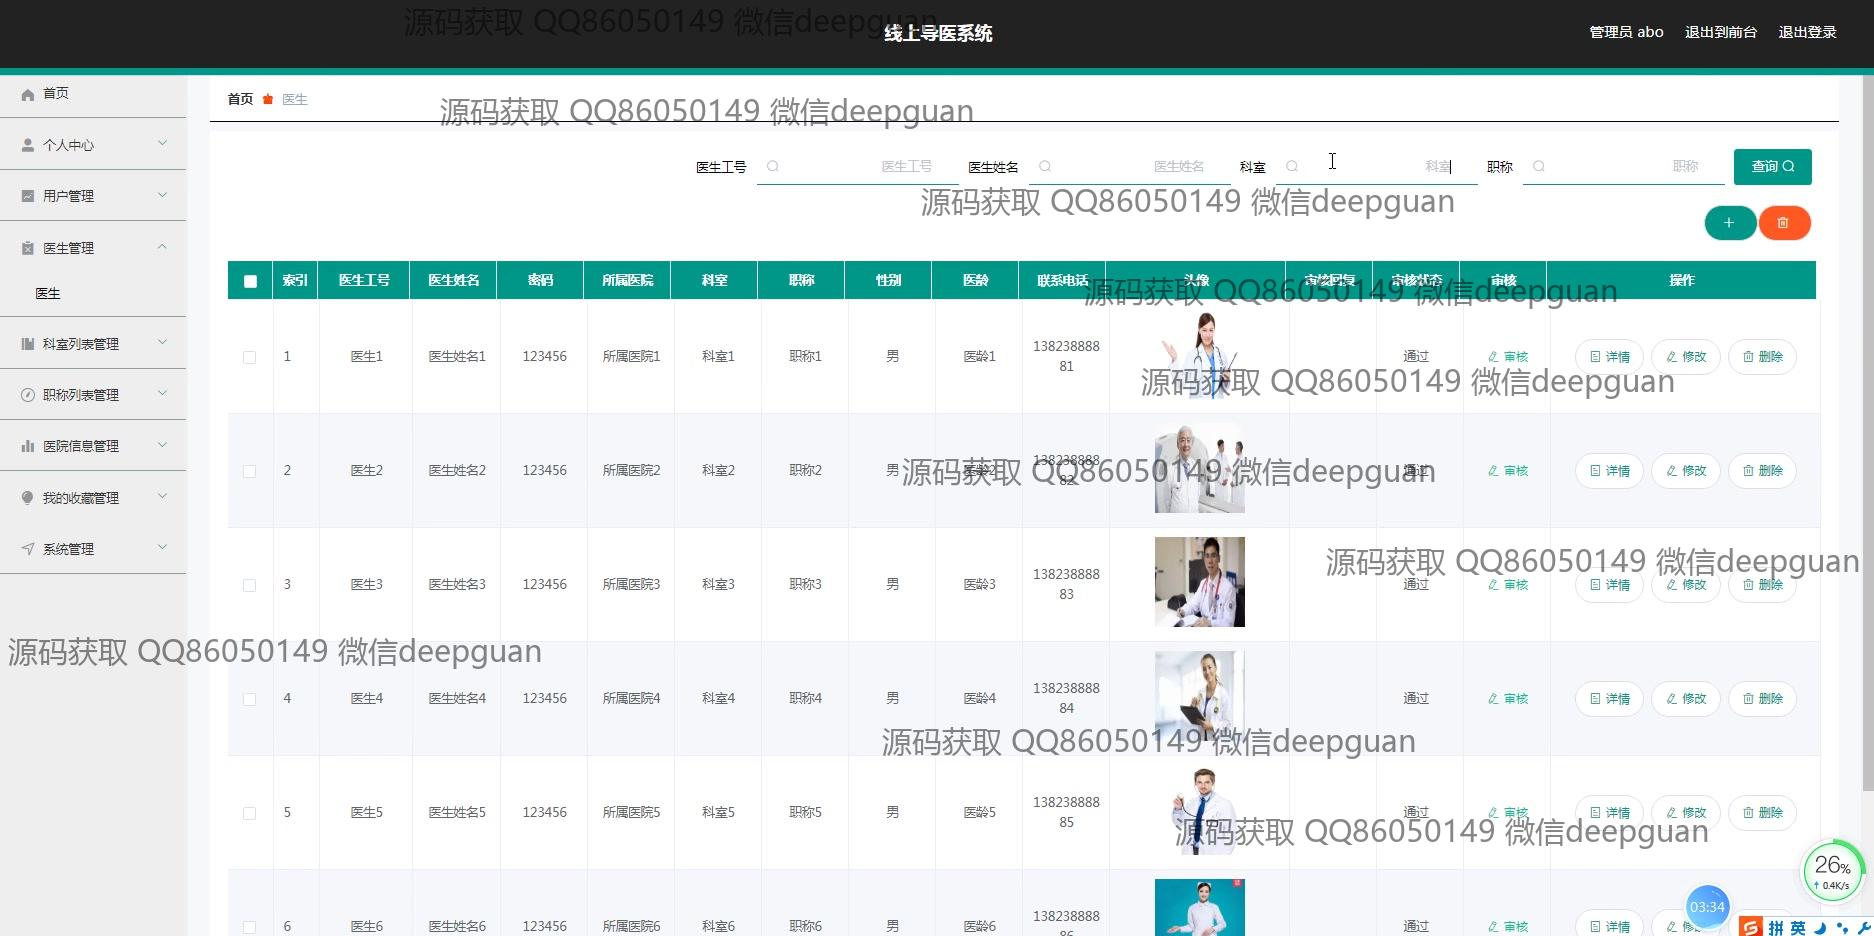 线上导医系统
管理员 abo 退出到前台 退出登录
源码获取 QQ86050149 微信deepguan
首页
个人中心
用户管理
医生管理
医生
科室列表管理
职称列表管理
医院信息管理
我的收藏管理
系统管理
首页 医生
源码获取 QQ86050149 微信deepguan
医生工号 医生工号 医生姓名 医生姓名 科室 科室 职称 职称 查询
源码获取 QQ86050149 微信deepguan
索引 医生工号 医生姓名 密码 所属医院 科室 职称 性别 医龄 联系电话 头像 审核回复 审核状态 审核 操作
源码获取 QQ86050149 微信deepguan
1 医生1 医生姓名1 123456 所属医院1 科室1 职称1 男 医龄1 13823888881 通过 审核 详情 修改 删除
源码获取 QQ86050149 微信deepguan
2 医生2 医生姓名2 123456 所属医院2 科室2 职称2 男 医龄2 13823888882 通过 审核 详情 修改 删除
源码获取 QQ86050149 微信deepguan
3 医生3 医生姓名3 123456 所属医院3 科室3 职称3 男 医龄3 13823888883 通过 审核 详情 修改 删除
源码获取 QQ86050149 微信deepguan
源码获取 QQ86050149 微信deepguan
4 医生4 医生姓名4 123456 所属医院4 科室4 职称4 男 医龄4 13823888884 通过 审核 详情 修改 删除
源码获取 QQ86050149 微信deepguan
5 医生5 医生姓名5 123456 所属医院5 科室5 职称5 男 医龄5 13823888885 通过 审核 详情 修改 删除
源码获取 QQ86050149 微信deepguan
6 医生6 医生姓名6 123456 所属医院6 科室6 职称6 男 医龄6 13823888886 通过 审核 详情 修改 删除
26%
0.4K/s
03:34
拼 英